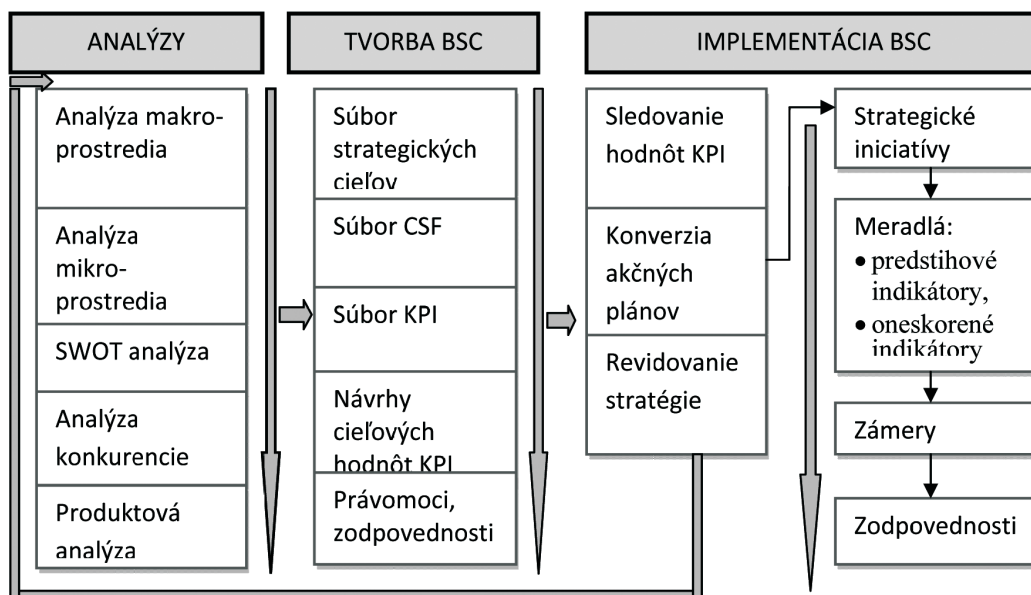 ANALÝZY
TVORBA BSC
IMPLEMENTÁCIA BSC
Analýza makro-
prostredia
Analýza
mikro-
prostredia
SWOT analýza
Analýza
konkurencie
Produktová
analýza
Súbor
strategických
cieľov
Súbor CSF
Súbor KPI
Návrhy
cieľových
hodnôt KPI
Právomoci,
zodpovednosti
Sledovanie
hodnôt KPI
Konverzia
akčných
plánov
Revidovanie
stratégie
Strategické
iniciatívy
Meradlá:
• predstihové
indikátory,
• oneskorené
indikátory
Zámery
Zodpovednosti